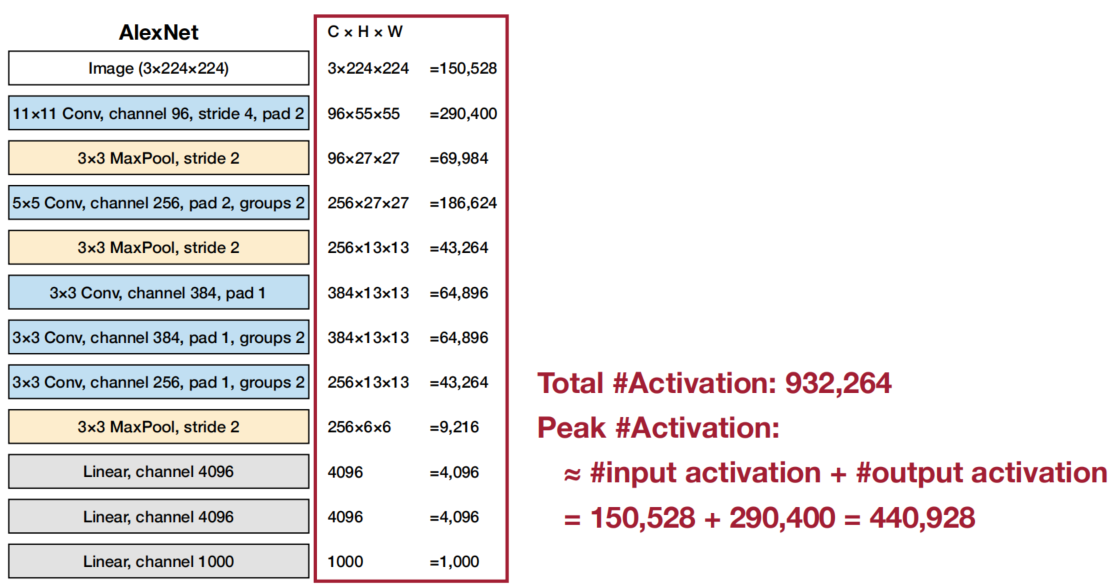 AlexNet C × H × W
Image (3×224×224) 3×224×224 =150,528
11×11 Conv, channel 96, stride 4, pad 2 96×55×55 =290,400
3×3 MaxPool, stride 2 96×27×27 =69,984
5×5 Conv, channel 256, pad 2, groups 2 256×27×27 =186,624
3×3 MaxPool, stride 2 256×13×13 =43,264
3×3 Conv, channel 384, pad 1 384×13×13 =64,896
3×3 Conv, channel 384, pad 1, groups 2 384×13×13 =64,896
3×3 Conv, channel 256, pad 1, groups 2 256×13×13 =43,264
3×3 MaxPool, stride 2 256×6×6 =9,216
Linear, channel 4096 4096 =4,096
Linear, channel 4096 4096 =4,096
Linear, channel 1000 1000 =1,000
Total #Activation: 932,264
Peak #Activation:
≈ #input activation + #output activation
= 150,528 + 290,400 = 440,928